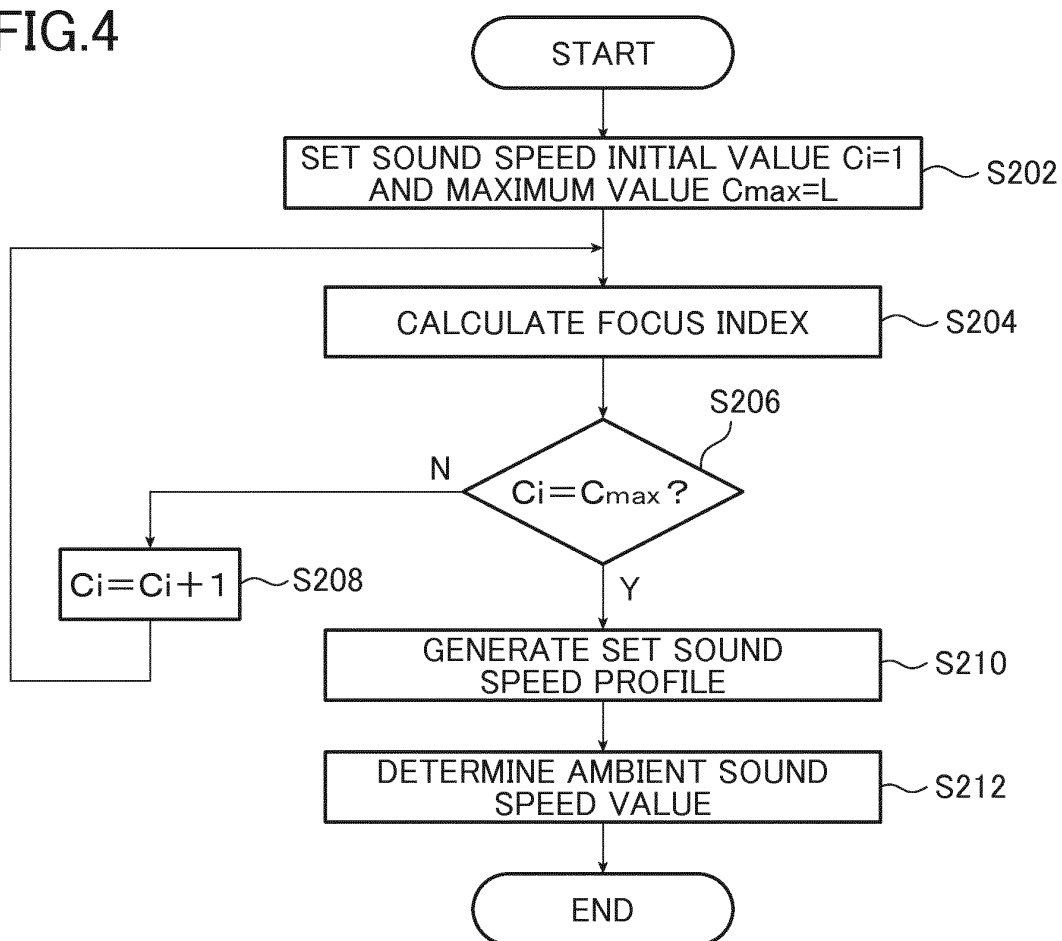 FIG.4
START
SET SOUND SPEED INITIAL VALUE Ci=1
AND MAXIMUM VALUE Cmax=L
S202
CALCULATE FOCUS INDEX
S204
S206
Ci=Cmax?
N
Ci=Ci+1
S208
Y
GENERATE SET SOUND
SPEED PROFILE
S210
DETERMINE AMBIENT SOUND
SPEED VALUE
S212
END